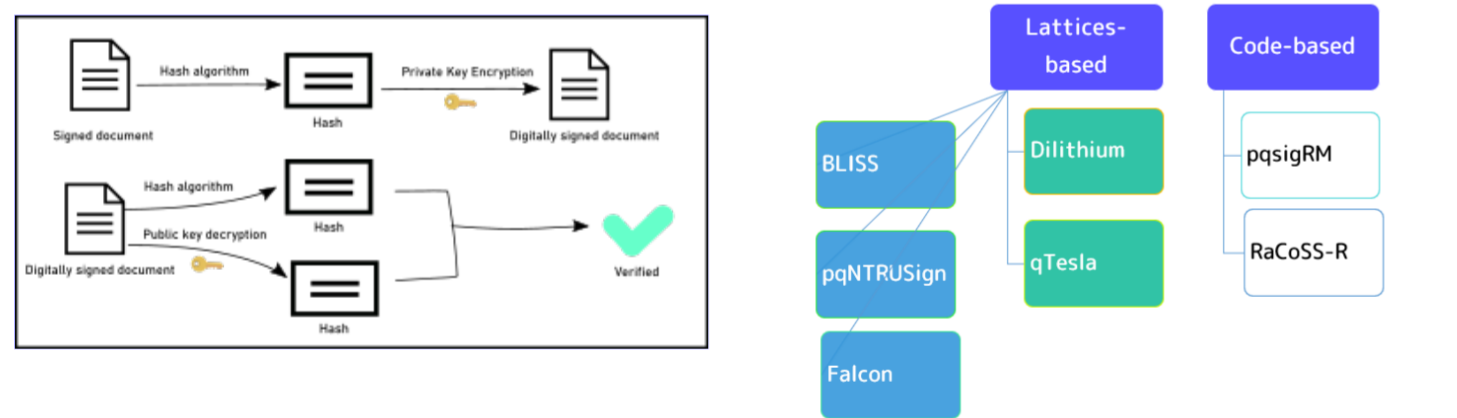 Hash algorithm
Private Key Encryption
Signed document
Hash
Digitally signed document
Hash algorithm
Hash
Public key decryption
Digitally signed document
Verified
Hash
Lattices-
based
Code-based
BLISS
Dilithium
pqsigRM
pqNTRUSign
qTesla
RaCoSS-R
Falcon